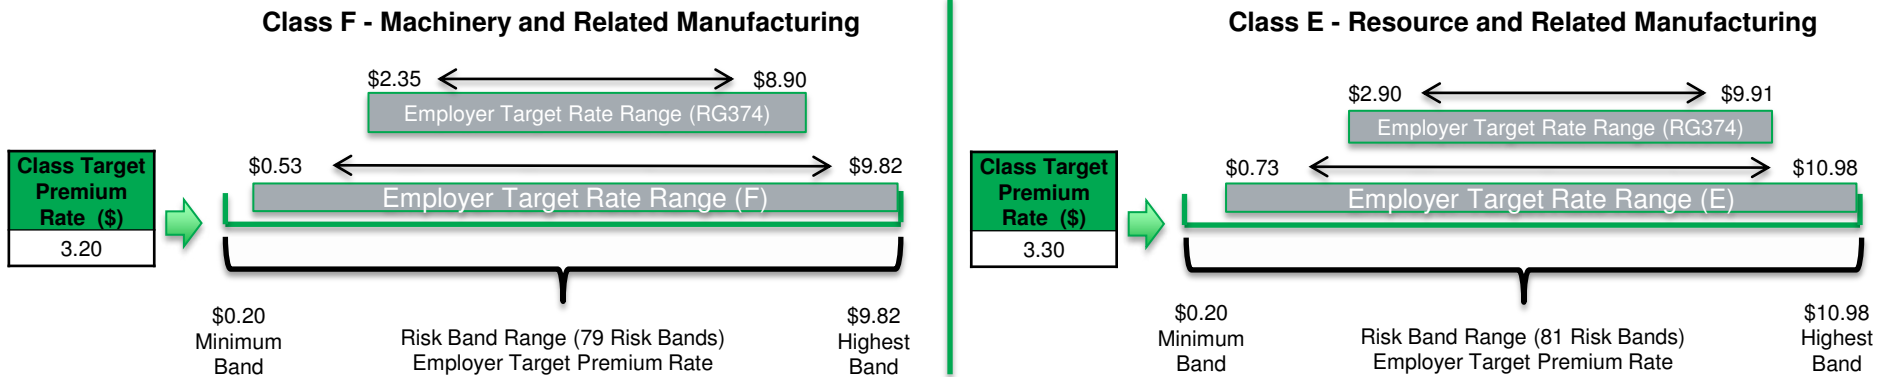 Class F - Machinery and Related Manufacturing
$2.35
$8.90
Employer Target Rate Range (RG374)
$0.53
$9.82
Employer Target Rate Range (F)
Class Target
Premium
Rate ($)
3.20
$0.20
Minimum
Band
Risk Band Range (79 Risk Bands)
Employer Target Premium Rate
$9.82
Highest
Band
Class E - Resource and Related Manufacturing
$2.90
$9.91
Employer Target Rate Range (RG374)
$0.73
$10.98
Employer Target Rate Range (E)
Class Target
Premium
Rate ($)
3.30
$0.20
Minimum
Band
Risk Band Range (81 Risk Bands)
Employer Target Premium Rate
$10.98
Highest
Band